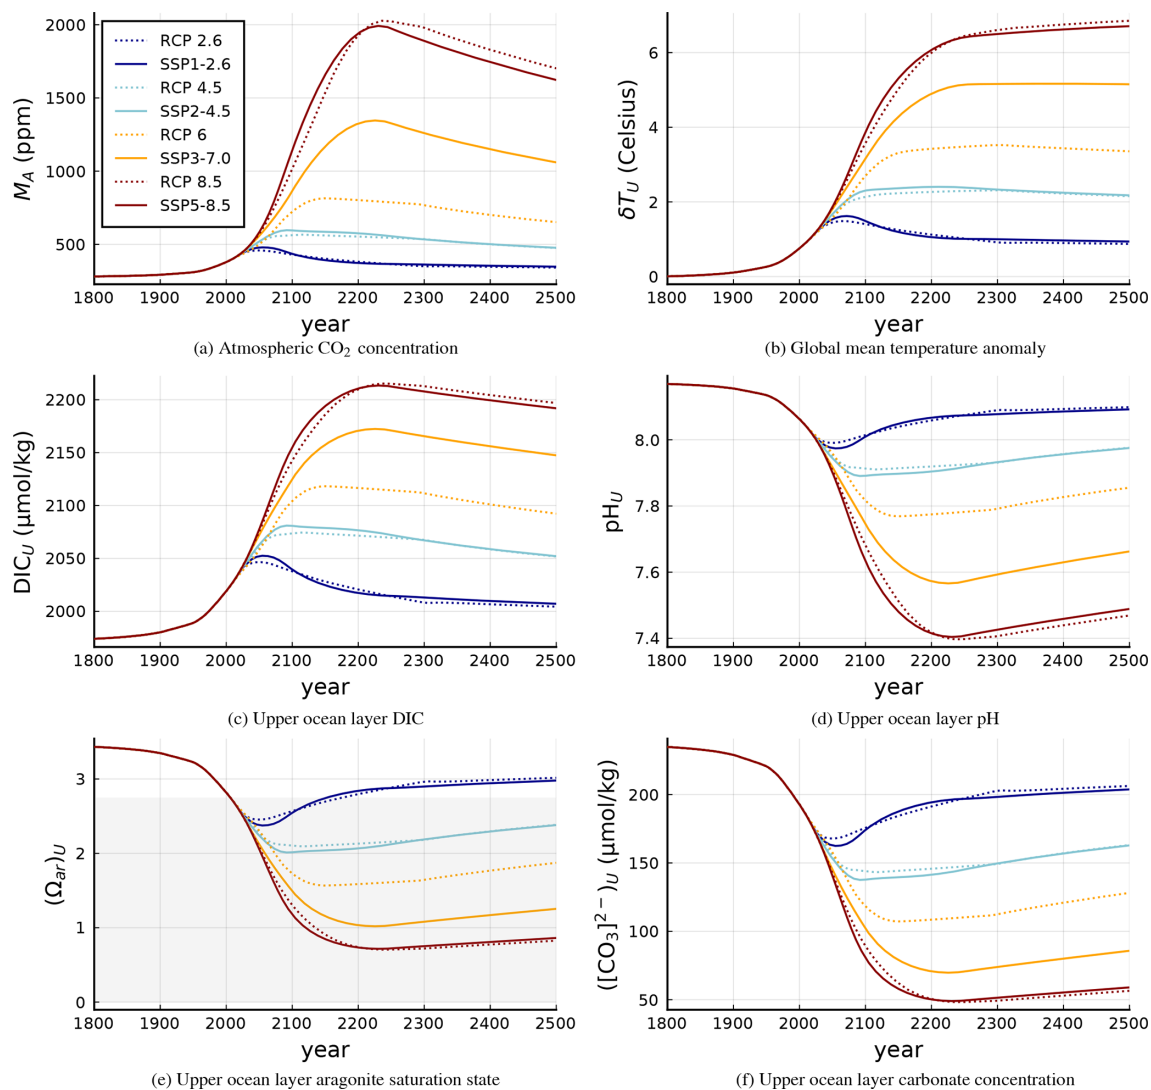 2000
1500
1000
500
M_A (ppm)
RCP 2.6
SSP1-2.6
RCP 4.5
SSP2-4.5
RCP 6
SSP3-7.0
RCP 8.5
SSP5-8.5
1800 1900 2000 2100 2200 2300 2400 2500
year
(a) Atmospheric CO₂ concentration
6
4
2
0
δT_U (Celsius)
1800 1900 2000 2100 2200 2300 2400 2500
year
(b) Global mean temperature anomaly
2200
2150
2100
2050
2000
DIC_U (μmol/kg)
1800 1900 2000 2100 2200 2300 2400 2500
year
(c) Upper ocean layer DIC
8.0
7.8
7.6
7.4
pH_U
1800 1900 2000 2100 2200 2300 2400 2500
year
(d) Upper ocean layer pH
3
2
1
0
(Ω_ar)_U
1800 1900 2000 2100 2200 2300 2400 2500
year
(e) Upper ocean layer aragonite saturation state
200
150
100
50
([CO₃]²⁻)_U (μmol/kg)
1800 1900 2000 2100 2200 2300 2400 2500
year
(f) Upper ocean layer carbonate concentration